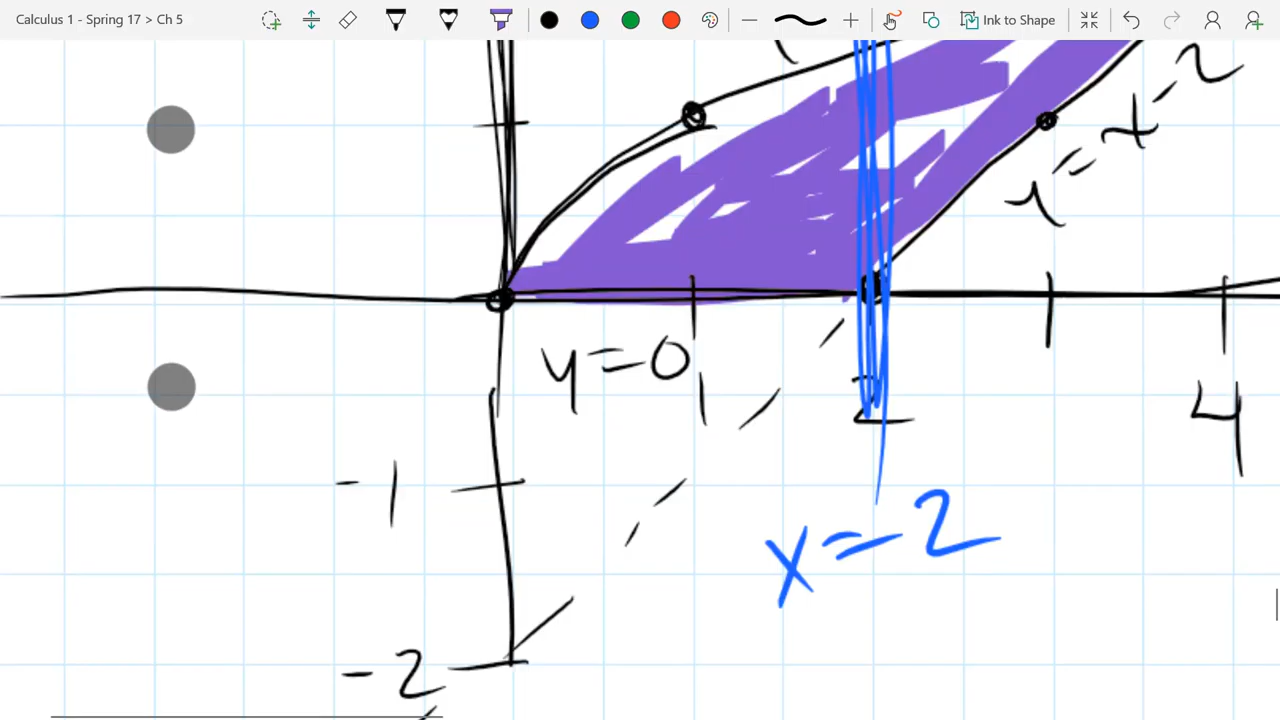 Calculus 1 - Spring 17 > Ch 5
Ink to Shape
y = x - 2
y = 0
1
2
4
-1
x = 2
-2